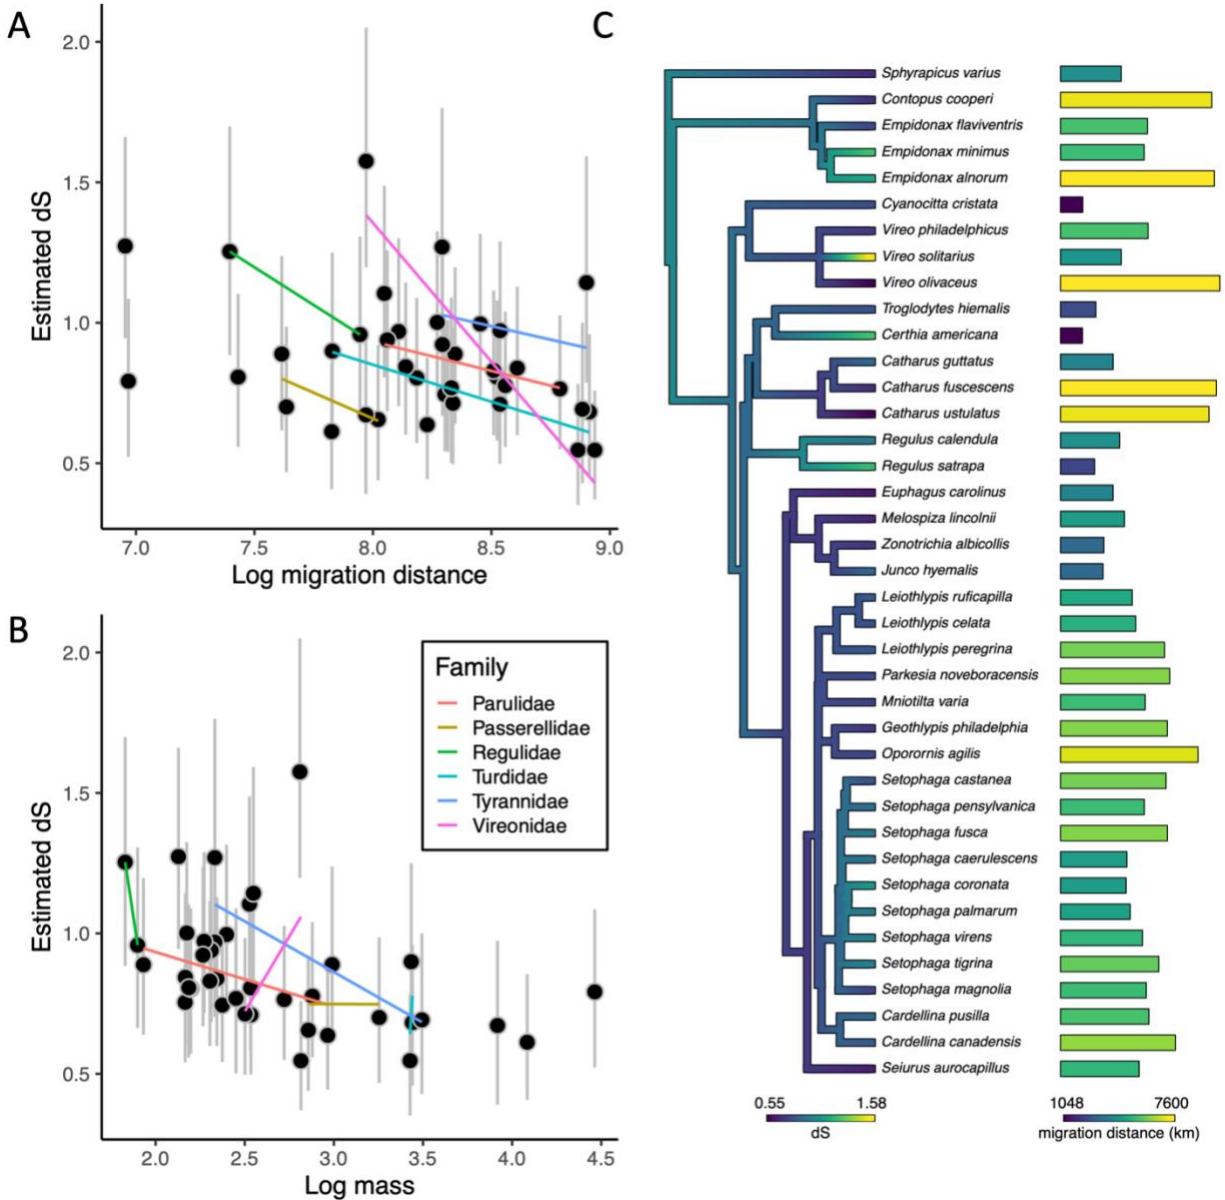 A
2.0
1.5
1.0
0.5
Estimated dS
7.0 7.5 8.0 8.5 9.0
Log migration distance
B
2.0
1.5
1.0
0.5
Estimated dS
Family
Parulidae
Passerellidae
Regulidae
Turdidae
Tyrannidae
Vireonidae
2.0 2.5 3.0 3.5 4.0 4.5
Log mass
C
Sphyrapicus varius
Contopus cooperi
Empidonax flaviventris
Empidonax minimus
Empidonax alnorum
Cyanocitta cristata
Vireo philadelphicus
Vireo solitarius
Vireo olivaceus
Troglodytes hiemalis
Certhia americana
Catharus guttatus
Catharus fuscescens
Catharus ustulatus
Regulus calendula
Regulus satrapa
Euphagus carolinus
Melospiza lincolnii
Zonotrichia albicollis
Junco hyemalis
Leiothlypis ruficapilla
Leiothlypis celata
Leiothlypis peregrina
Parkesia noveboracensis
Mniotilta varia
Geothlypis philadelphia
Oporornis agilis
Setophaga castanea
Setophaga pensylvanica
Setophaga fusca
Setophaga caerulescens
Setophaga coronata
Setophaga palmarum
Setophaga virens
Setophaga tigrina
Setophaga magnolia
Cardellina pusilla
Cardellina canadensis
Seiurus aurocapillus
0.55 1.58
dS
1048 7600
migration distance (km)